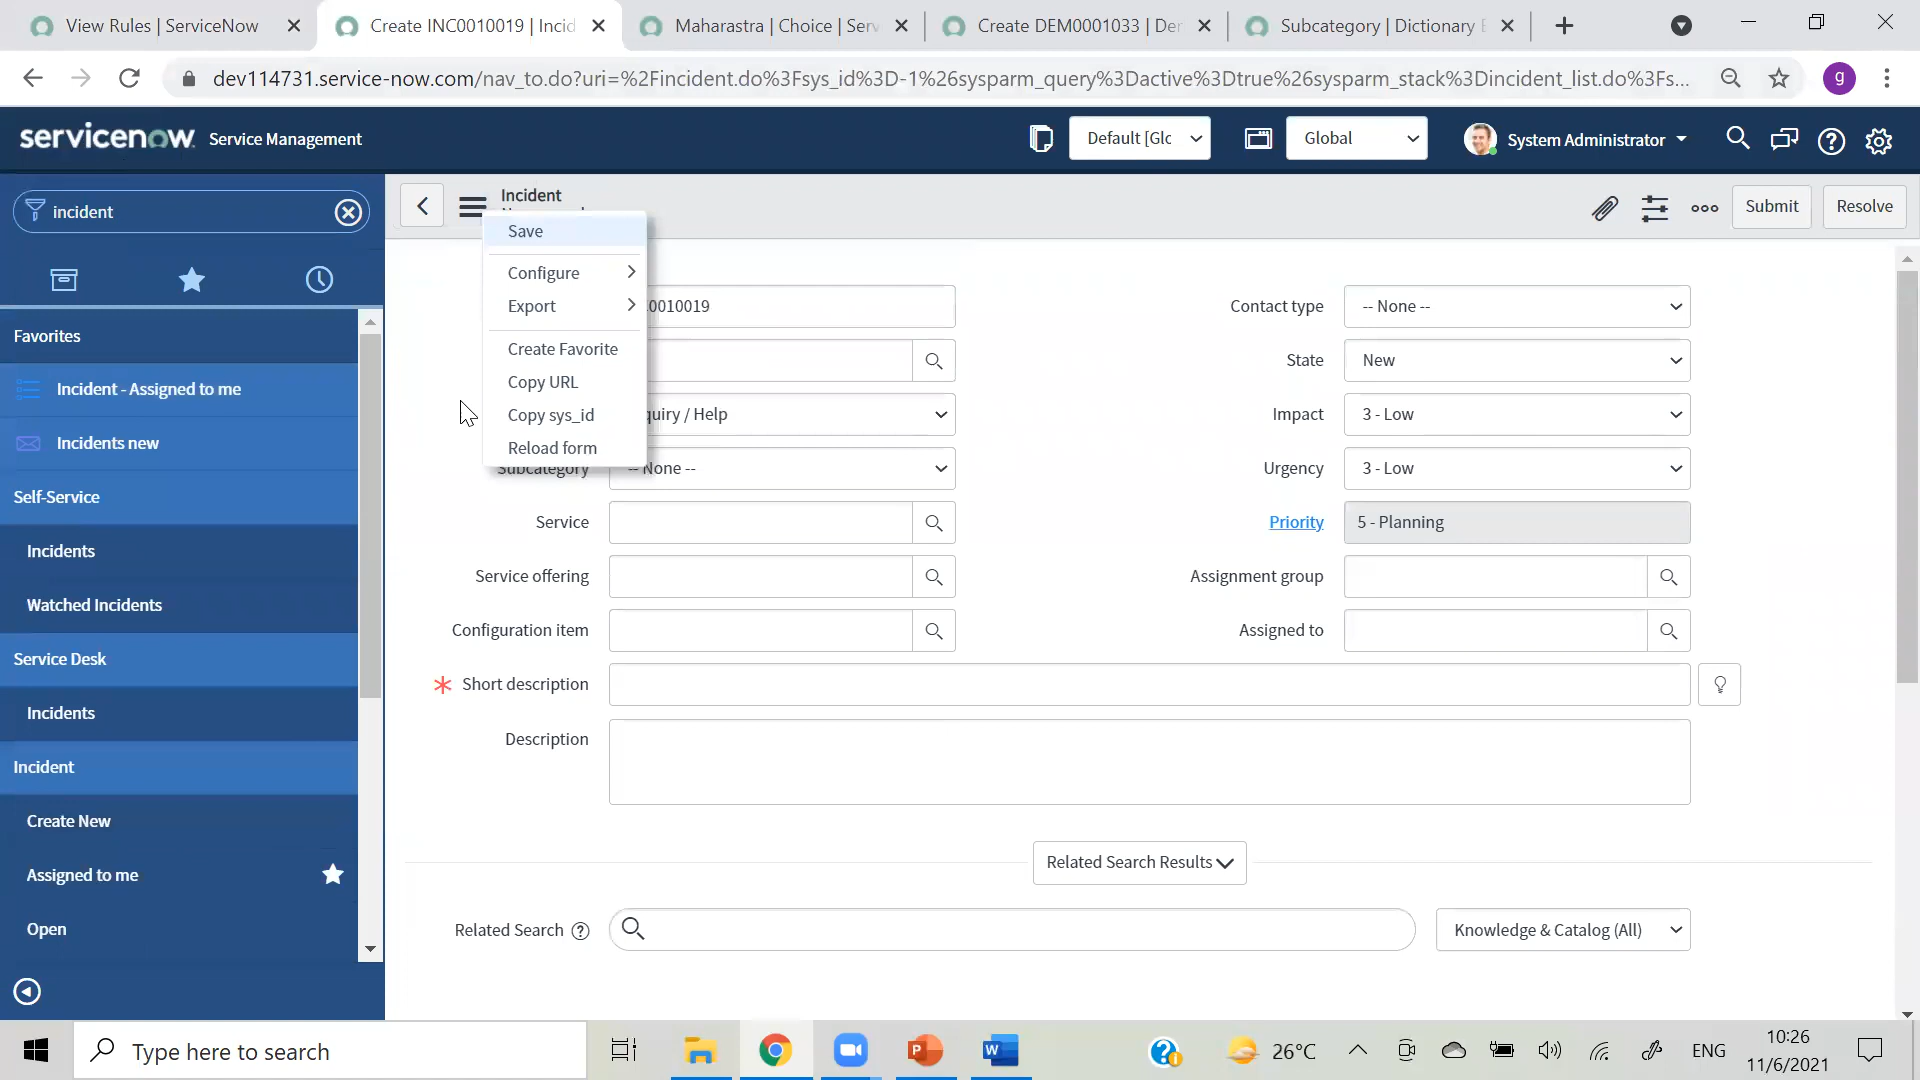 View Rules | ServiceNow
Create INC0010019 | Incid
Maharastra | Choice | Serv
Create DEM0001033 | Der
Subcategory | Dictionary E
dev114731.service-now.com/nav_to.do?uri=%2Fincident.do%3Fsys_id%3D-1%26sysparm_query%3Dactive%3Dtrue%26sysparm_stack%3Dincident_list.do%3Fs...
g
servicenow Service Management
Default [Glc
Global
System Administrator
incident
Incident
Submit
Resolve
Save
Configure
Export
Create Favorite
Copy URL
Copy sys_id
Reload form
Favorites
Incident - Assigned to me
Incidents new
Self-Service
Incidents
Watched Incidents
Service Desk
Incidents
Incident
Create New
Assigned to me
Open
0010019
quiry / Help
Subcategory
-- None --
Service
Service offering
Configuration item
Short description
Description
Contact type
-- None --
State
New
Impact
3 - Low
Urgency
3 - Low
Priority
5 - Planning
Assignment group
Assigned to
Related Search Results
Related Search
Knowledge & Catalog (All)
Type here to search
26°C
ENG
10:26
11/6/2021